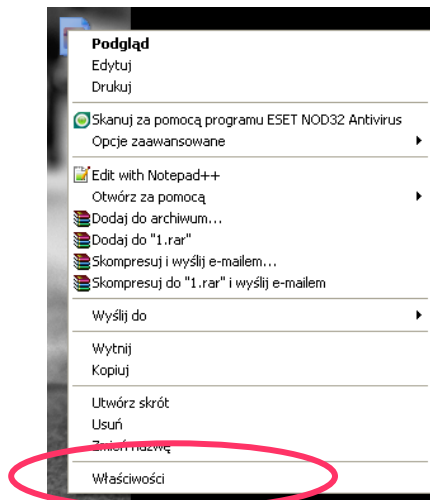 Podgląd
Edytuj
Drukuj
Skanuj za pomocą programu ESET NOD32 Antivirus
Opcje zaawansowane
Edit with Notepad++
Otwórz za pomocą
Dodaj do archiwum...
Dodaj do "1.rar"
Skompresuj i wyślij e-mailem...
Skompresuj do "1.rar" i wyślij e-mailem
Wyślij do
Wytnij
Kopiuj
Utwórz skrót
Usuń
Zmień nazwę
Właściwości